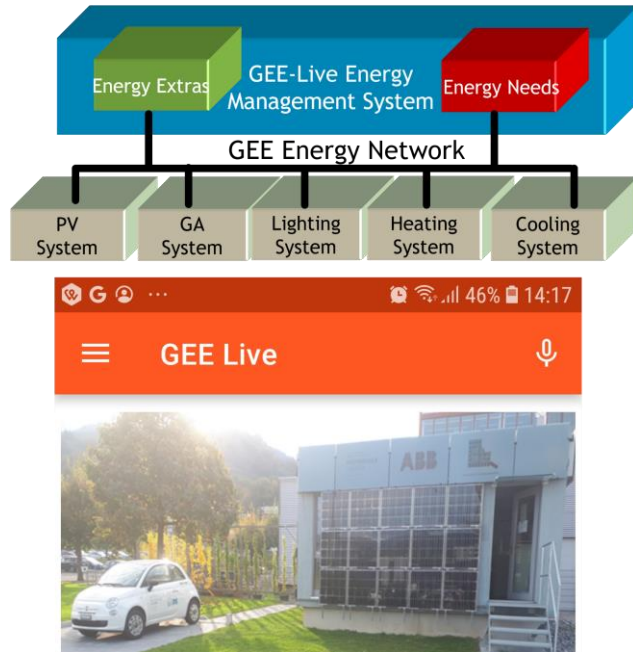 Energy Extras
GEE-Live Energy
Management System
Energy Needs
GEE Energy Network
PV
System
GA
System
Lighting
System
Heating
System
Cooling
System
G ... 46% 14:17
GEE Live
ABB